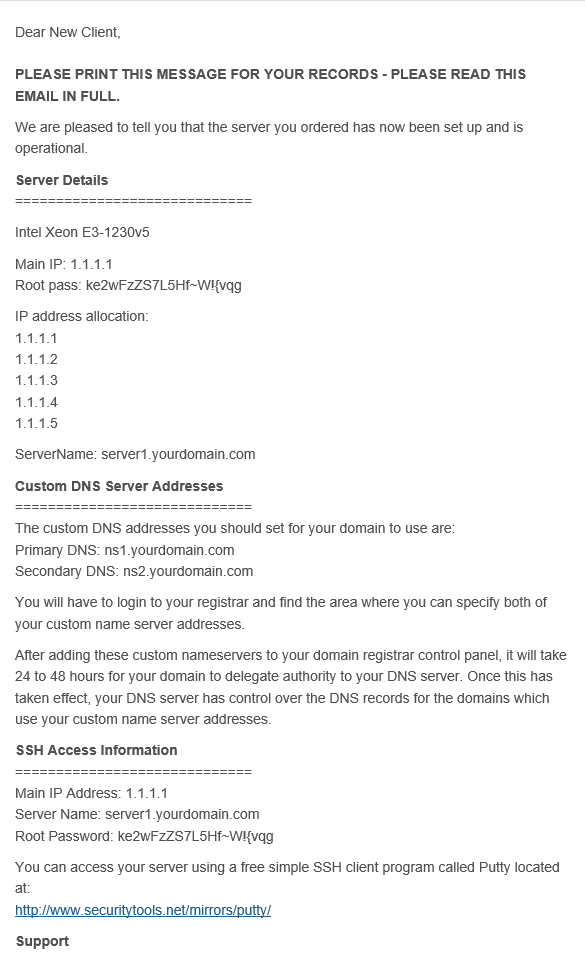 Dear New Client,
PLEASE PRINT THIS MESSAGE FOR YOUR RECORDS - PLEASE READ THIS
EMAIL IN FULL.
We are pleased to tell you that the server you ordered has now been set up and is
operational.
Server Details
=============================
Intel Xeon E3-1230v5
Main IP: 1.1.1.1
Root pass: ke2wFzZS7L5Hf~W!{vqg
IP address allocation:
1.1.1.1
1.1.1.2
1.1.1.3
1.1.1.4
1.1.1.5
ServerName: server1.yourdomain.com
Custom DNS Server Addresses
=============================
The custom DNS addresses you should set for your domain to use are:
Primary DNS: ns1.yourdomain.com
Secondary DNS: ns2.yourdomain.com
You will have to login to your registrar and find the area where you can specify both of
your custom name server addresses.
After adding these custom nameservers to your domain registrar control panel, it will take
24 to 48 hours for your domain to delegate authority to your DNS server. Once this has
taken effect, your DNS server has control over the DNS records for the domains which
use your custom name server addresses.
SSH Access Information
=============================
Main IP Address: 1.1.1.1
Server Name: server1.yourdomain.com
Root Password: ke2wFzZS7L5Hf~W!{vqg
You can access your server using a free simple SSH client program called Putty located
at:
http://www.securitytools.net/mirrors/putty/
Support